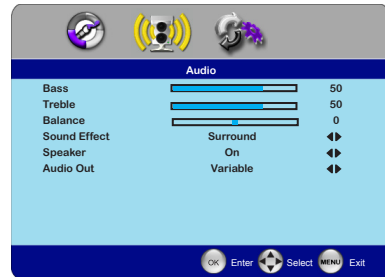 Audio
Bass 50
Treble 50
Balance 0
Sound Effect Surround
Speaker On
Audio Out Variable
OK Enter Select MENU Exit